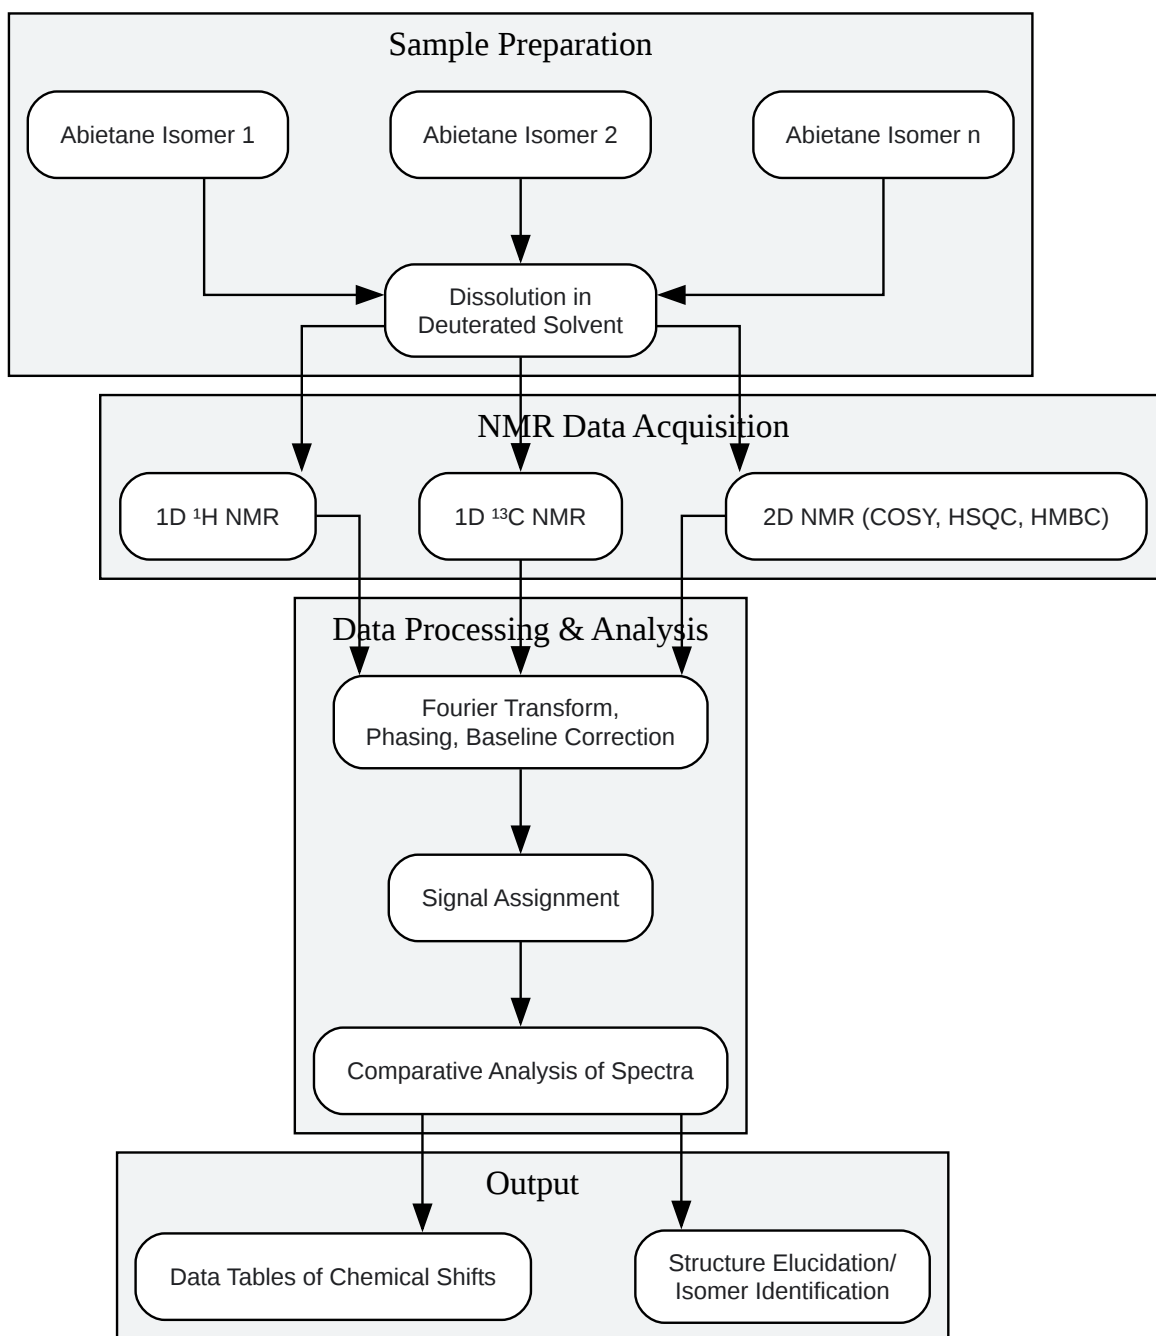 Sample Preparation
Abietane Isomer 1
Abietane Isomer 2
Abietane Isomer n
Dissolution in
Deuterated Solvent
NMR Data Acquisition
1D ¹H NMR
1D ¹³C NMR
2D NMR (COSY, HSQC, HMBC)
Data Processing & Analysis
Fourier Transform,
Phasing, Baseline Correction
Signal Assignment
Comparative Analysis of Spectra
Output
Data Tables of Chemical Shifts
Structure Elucidation/
Isomer Identification